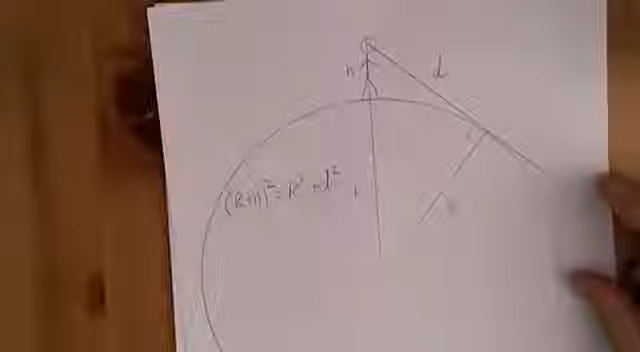 h
d
(R+h)² = R² + d²